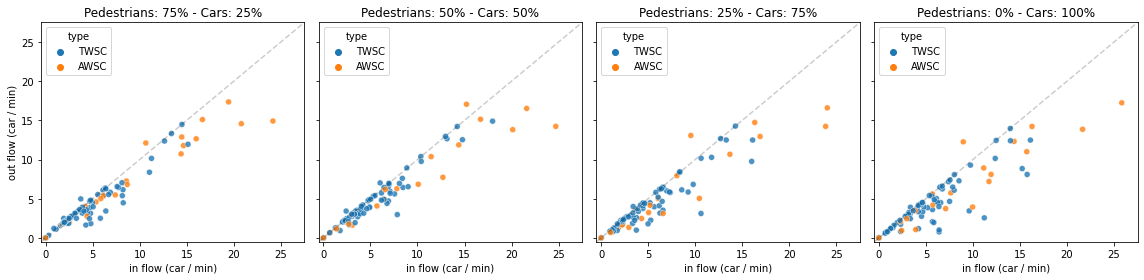 Pedestrians: 75% - Cars: 25%
type
TWSC
AWSC
out flow (car / min)
25
20
15
10
5
0
0 5 10 15 20 25
in flow (car / min)
Pedestrians: 50% - Cars: 50%
type
TWSC
AWSC
0 5 10 15 20 25
in flow (car / min)
Pedestrians: 25% - Cars: 75%
type
TWSC
AWSC
0 5 10 15 20 25
in flow (car / min)
Pedestrians: 0% - Cars: 100%
type
TWSC
AWSC
0 5 10 15 20 25
in flow (car / min)